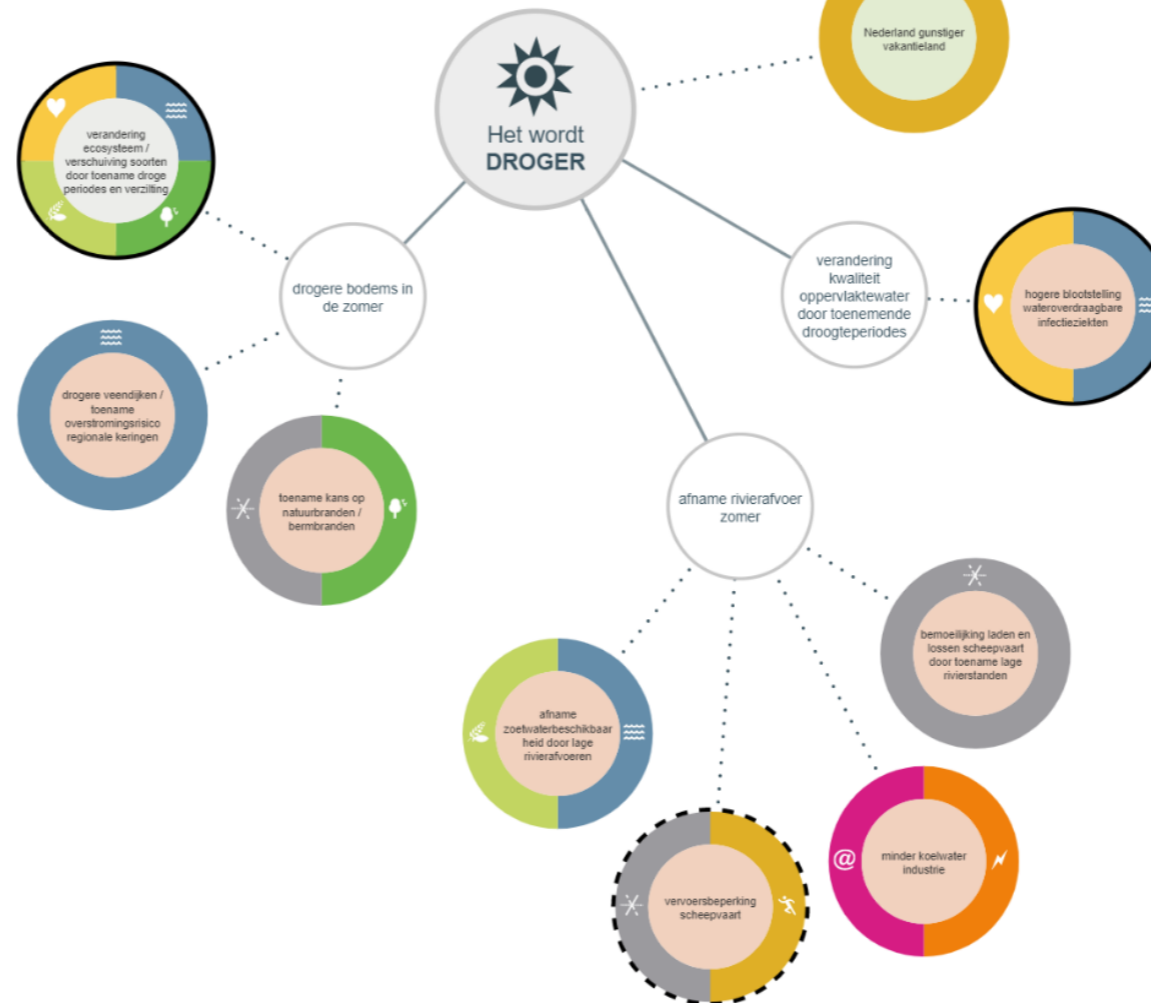 Nederland gunstiger
vakantieland
Het wordt
DROGER
verandering
ecosysteem /
verschuiving soorten
door toename droge
periodes en verzilting
drogere bodems in
de zomer
verandering
kwaliteit
oppervlaktewater
door toenemende
droogteperiodes
hogere blootstelling
wateroverdraagbare
infectieziekten
drogere veendijken /
toename
overstromingsrisico
regionale keringen
toename kans op
natuurbranden /
bermbranden
afname rivierafvoer
zomer
bemoeilijking laden en
lossen scheepvaart
door toename lage
rivierstanden
afname
zoetwaterbeschikbaar
heid door lage
rivierafvoeren
@
minder koelwater
industrie
vervoersbeperking
scheepvaart